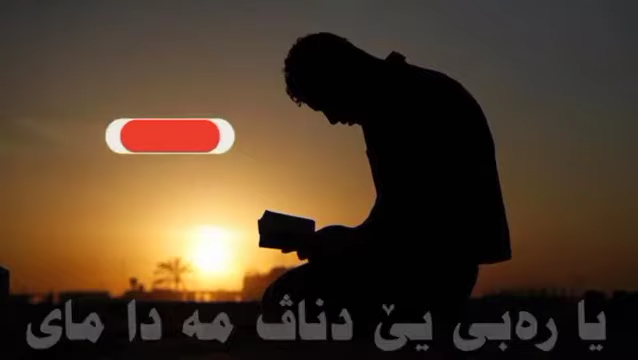 یا رەبی یێ دناڤ مە دا مای